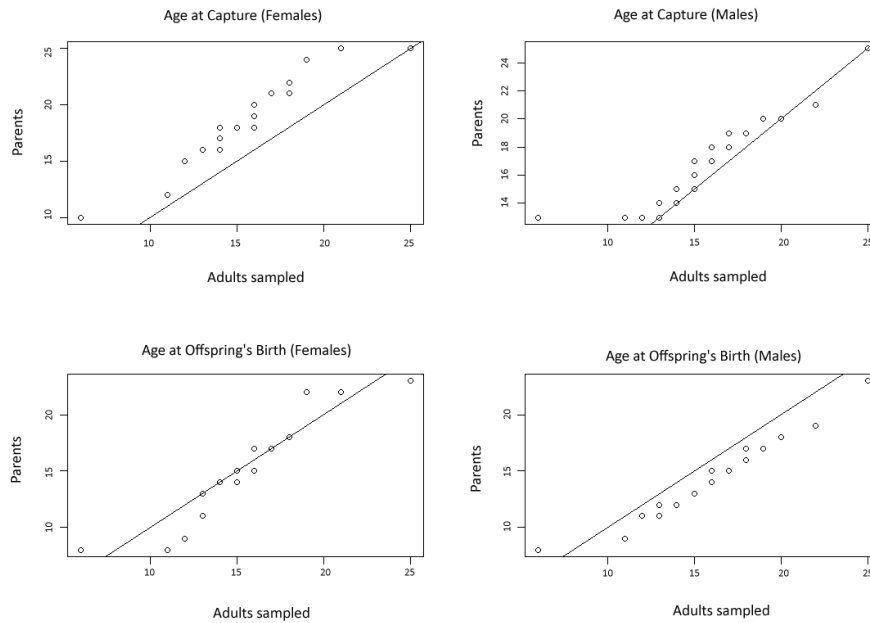 Age at Capture (Females)
Parents
10 15 20 25
10 15 20 25
Adults sampled
Age at Capture (Males)
Parents
14 16 18 20 22 24
10 15 20 25
Adults sampled
Age at Offspring's Birth (Females)
Parents
10 15 20
10 15 20 25
Adults sampled
Age at Offspring's Birth (Males)
Parents
10 15 20
10 15 20 25
Adults sampled